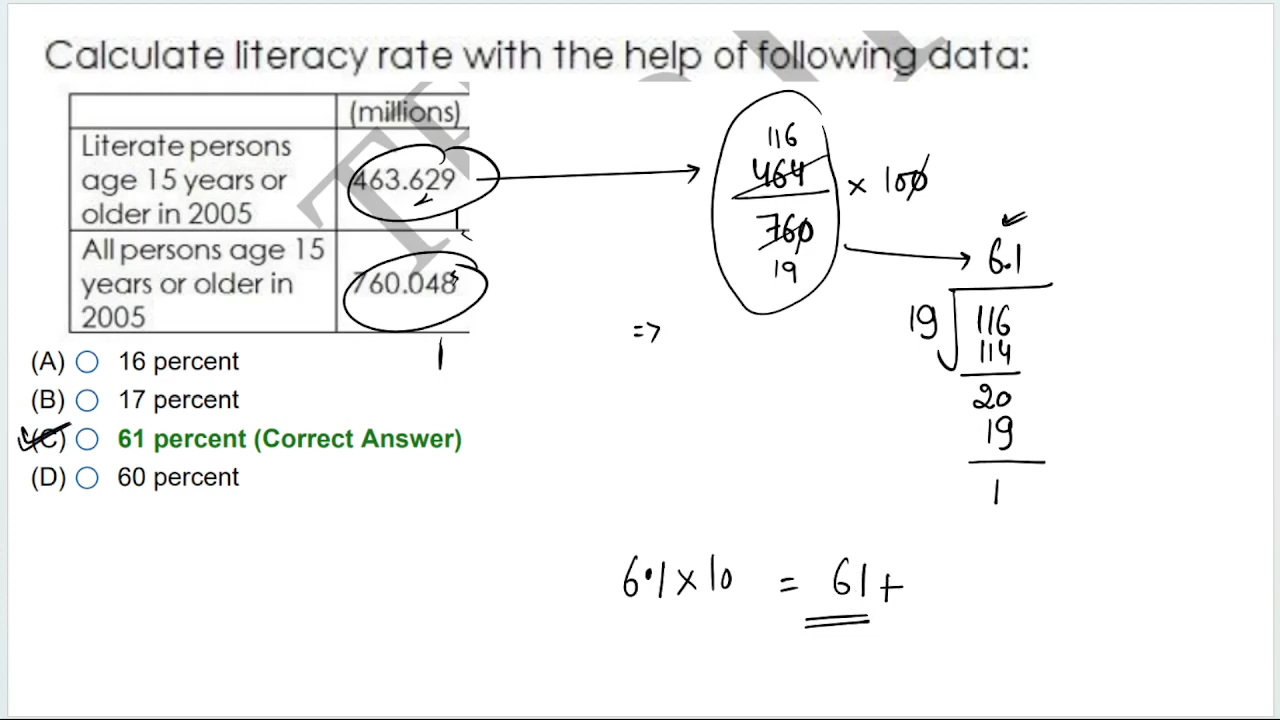 Calculate literacy rate with the help of following data:
(millions)
Literate persons
age 15 years or
older in 2005
463.629
All persons age 15
years or older in
2005
760.048
(A) 16 percent
(B) 17 percent
(C) 61 percent (Correct Answer)
(D) 60 percent
116
464
760
19
× 100
=>
6.1
19
116
114
20
19
1
6.1 × 10 = 61+